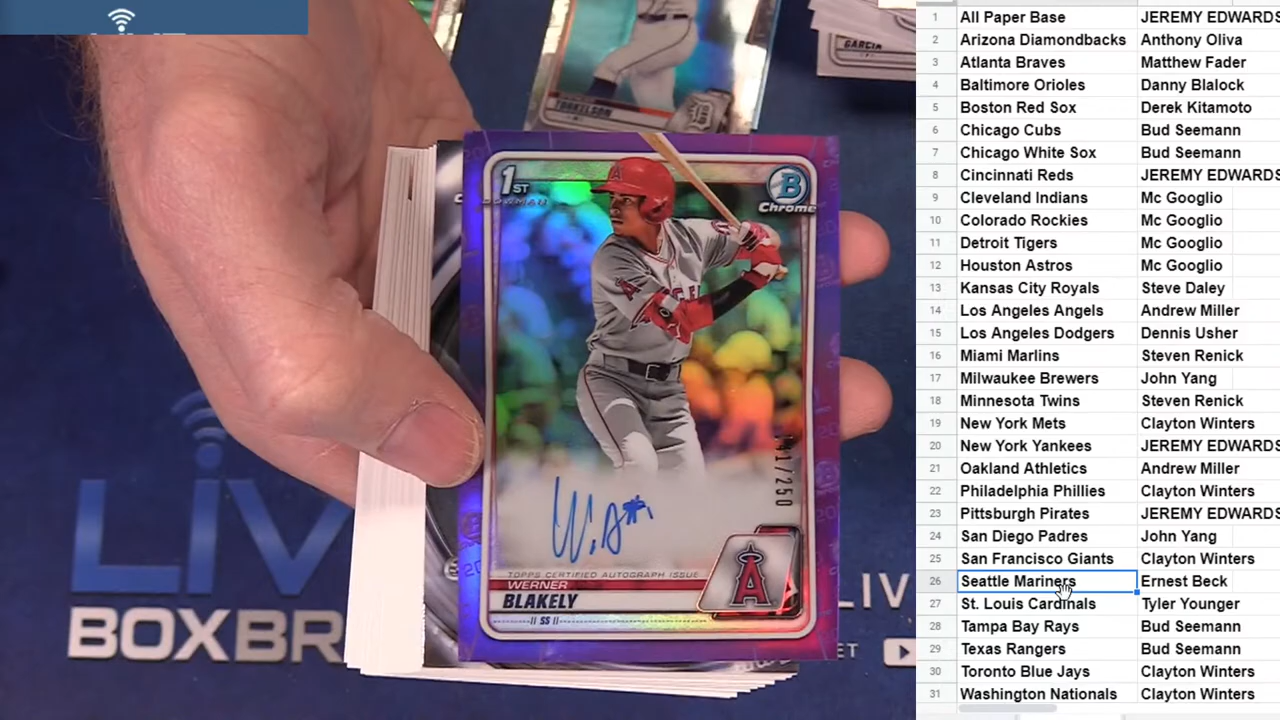 GARCIA
TORKELSON
1ST
BOWMAN
B
Chrome
41/250
TOPPS CERTIFIED AUTOGRAPH ISSUE
WERNER
BLAKELY
SS
A
LIV
BOXBR
LIV
ET
1 All Paper Base JEREMY EDWARDS
2 Arizona Diamondbacks Anthony Oliva
3 Atlanta Braves Matthew Fader
4 Baltimore Orioles Danny Blalock
5 Boston Red Sox Derek Kitamoto
6 Chicago Cubs Bud Seemann
7 Chicago White Sox Bud Seemann
8 Cincinnati Reds JEREMY EDWARDS
9 Cleveland Indians Mc Googlio
10 Colorado Rockies Mc Googlio
11 Detroit Tigers Mc Googlio
12 Houston Astros Mc Googlio
13 Kansas City Royals Steve Daley
14 Los Angeles Angels Andrew Miller
15 Los Angeles Dodgers Dennis Usher
16 Miami Marlins Steven Renick
17 Milwaukee Brewers John Yang
18 Minnesota Twins Steven Renick
19 New York Mets Clayton Winters
20 New York Yankees JEREMY EDWARDS
21 Oakland Athletics Andrew Miller
22 Philadelphia Phillies Clayton Winters
23 Pittsburgh Pirates JEREMY EDWARDS
24 San Diego Padres John Yang
25 San Francisco Giants Clayton Winters
26 Seattle Mariners Ernest Beck
27 St. Louis Cardinals Tyler Younger
28 Tampa Bay Rays Bud Seemann
29 Texas Rangers Bud Seemann
30 Toronto Blue Jays Clayton Winters
31 Washington Nationals Clayton Winters